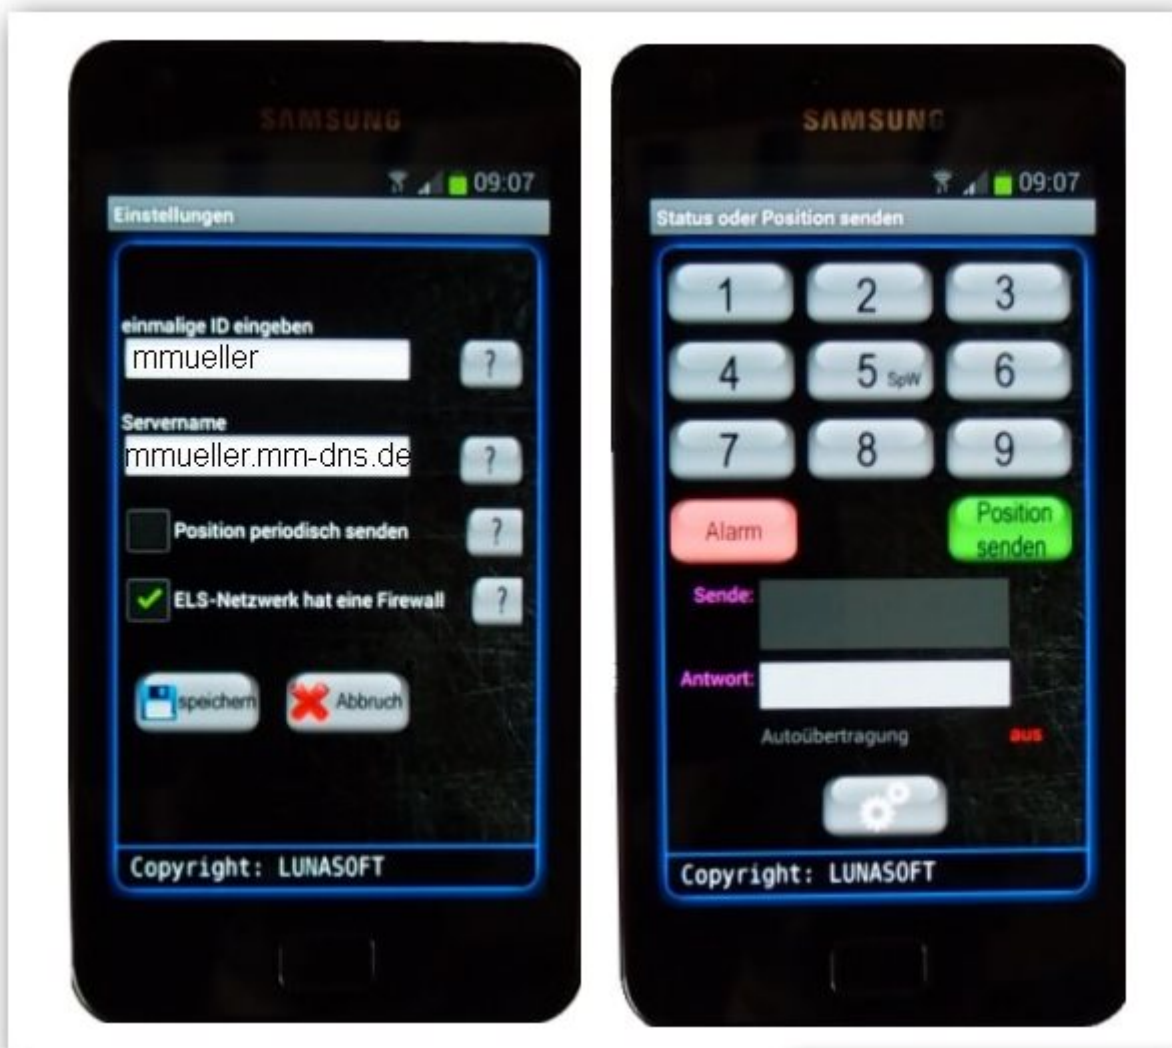 SAMSUNG
09:07
Einstellungen
einmalige ID eingeben
mmueller
?
Servername
mmueller.mm-dns.de
?
Position periodisch senden
?
ELS-Netzwerk hat eine Firewall
?
speichern
Abbruch
Copyright: LUNASOFT
SAMSUNG
09:07
Status oder Position senden
1 2 3
4 5 SpW 6
7 8 9
Alarm
Position
senden
Sende:
Antwort:
Autoübertragung aus
Copyright: LUNASOFT